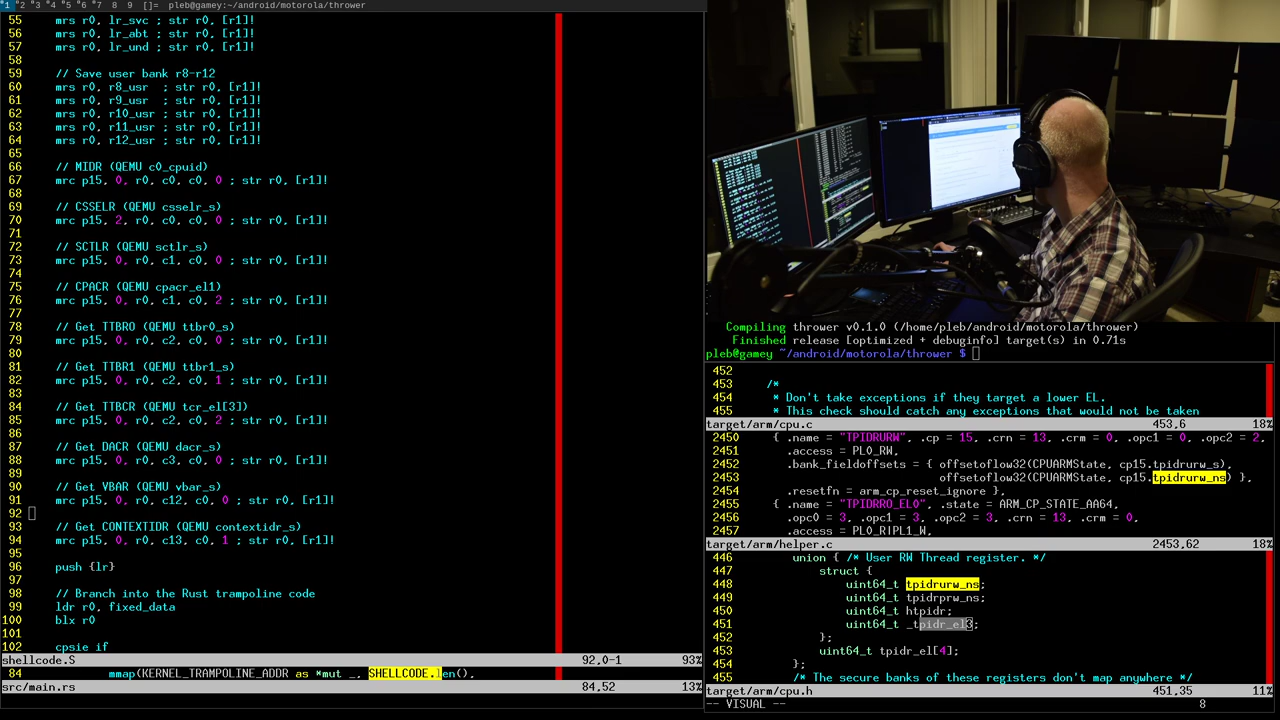 1 2 3 4 5 6 7 8 9 []= pleb@gamey:~/android/motorola/thrower
55 mrs r0, lr_svc ; str r0, [r1]!
56 mrs r0, lr_abt ; str r0, [r1]!
57 mrs r0, lr_und ; str r0, [r1]!
58
59 // Save user bank r8-r12
60 mrs r0, r8_usr  ; str r0, [r1]!
61 mrs r0, r9_usr  ; str r0, [r1]!
62 mrs r0, r10_usr ; str r0, [r1]!
63 mrs r0, r11_usr ; str r0, [r1]!
64 mrs r0, r12_usr ; str r0, [r1]!
65
66 // MIDR (QEMU c0_cpuid)
67 mrc p15, 0, r0, c0, c0, 0 ; str r0, [r1]!
68
69 // CSSELR (QEMU csselr_s)
70 mrc p15, 2, r0, c0, c0, 0 ; str r0, [r1]!
71
72 // SCTLR (QEMU sctlr_s)
73 mrc p15, 0, r0, c1, c0, 0 ; str r0, [r1]!
74
75 // CPACR (QEMU cpacr_el1)
76 mrc p15, 0, r0, c1, c0, 2 ; str r0, [r1]!
77
78 // Get TTBR0 (QEMU ttbr0_s)
79 mrc p15, 0, r0, c2, c0, 0 ; str r0, [r1]!
80
81 // Get TTBR1 (QEMU ttbr1_s)
82 mrc p15, 0, r0, c2, c0, 1 ; str r0, [r1]!
83
84 // Get TTBCR (QEMU tcr_el[3])
85 mrc p15, 0, r0, c2, c0, 2 ; str r0, [r1]!
86
87 // Get DACR (QEMU dacr_s)
88 mrc p15, 0, r0, c3, c0, 0 ; str r0, [r1]!
89
90 // Get VBAR (QEMU vbar_s)
91 mrc p15, 0, r0, c12, c0, 0 ; str r0, [r1]!
92
93 // Get CONTEXTIDR (QEMU contextidr_s)
94 mrc p15, 0, r0, c13, c0, 1 ; str r0, [r1]!
95
96 push {lr}
97
98 // Branch into the Rust trampoline code
99 ldr r0, fixed_data
100 blx r0
101
102 cpsie if
shellcode.S 92,0-1 93%
84 mmap(KERNEL_TRAMPOLINE_ADDR as *mut _, SHELLCODE.len(),
src/main.rs 84,52 13%
Compiling thrower v0.1.0 (/home/pleb/android/motorola/thrower)
Finished release [optimized + debuginfo] target(s) in 0.71s
pleb@gamey ~/android/motorola/thrower $
452
453 /*
454 * Don't take exceptions if they target a lower EL.
455 * This check should catch any exceptions that would not be taken
target/arm/cpu.c 453,6 18%
2450 { .name = "TPIDRURW", .cp = 15, .crn = 13, .crm = 0, .opc1 = 0, .opc2 = 2,
2451 .access = PL0_RW,
2452 .bank_fieldoffsets = { offsetoflow32(CPUARMState, cp15.tpidrurw_s),
2453 offsetoflow32(CPUARMState, cp15.tpidrurw_ns) },
2454 .resetfn = arm_cp_reset_ignore },
2455 { .name = "TPIDRRO_EL0", .state = ARM_CP_STATE_AA64,
2456 .opc0 = 3, .opc1 = 3, .opc2 = 3, .crn = 13, .crm = 0,
2457 .access = PL0_R|PL1_W,
target/arm/helper.c 2453,62 18%
446 union { /* User RW Thread register. */
447 struct {
448 uint64_t tpidrurw_ns;
449 uint64_t tpidrprw_ns;
450 uint64_t htpidr;
451 uint64_t _tpidr_el3;
452 };
453 uint64_t tpidr_el[4];
454 };
455 /* The secure banks of these registers don't map anywhere */
target/arm/cpu.h 451,35 11%
-- VISUAL -- 8